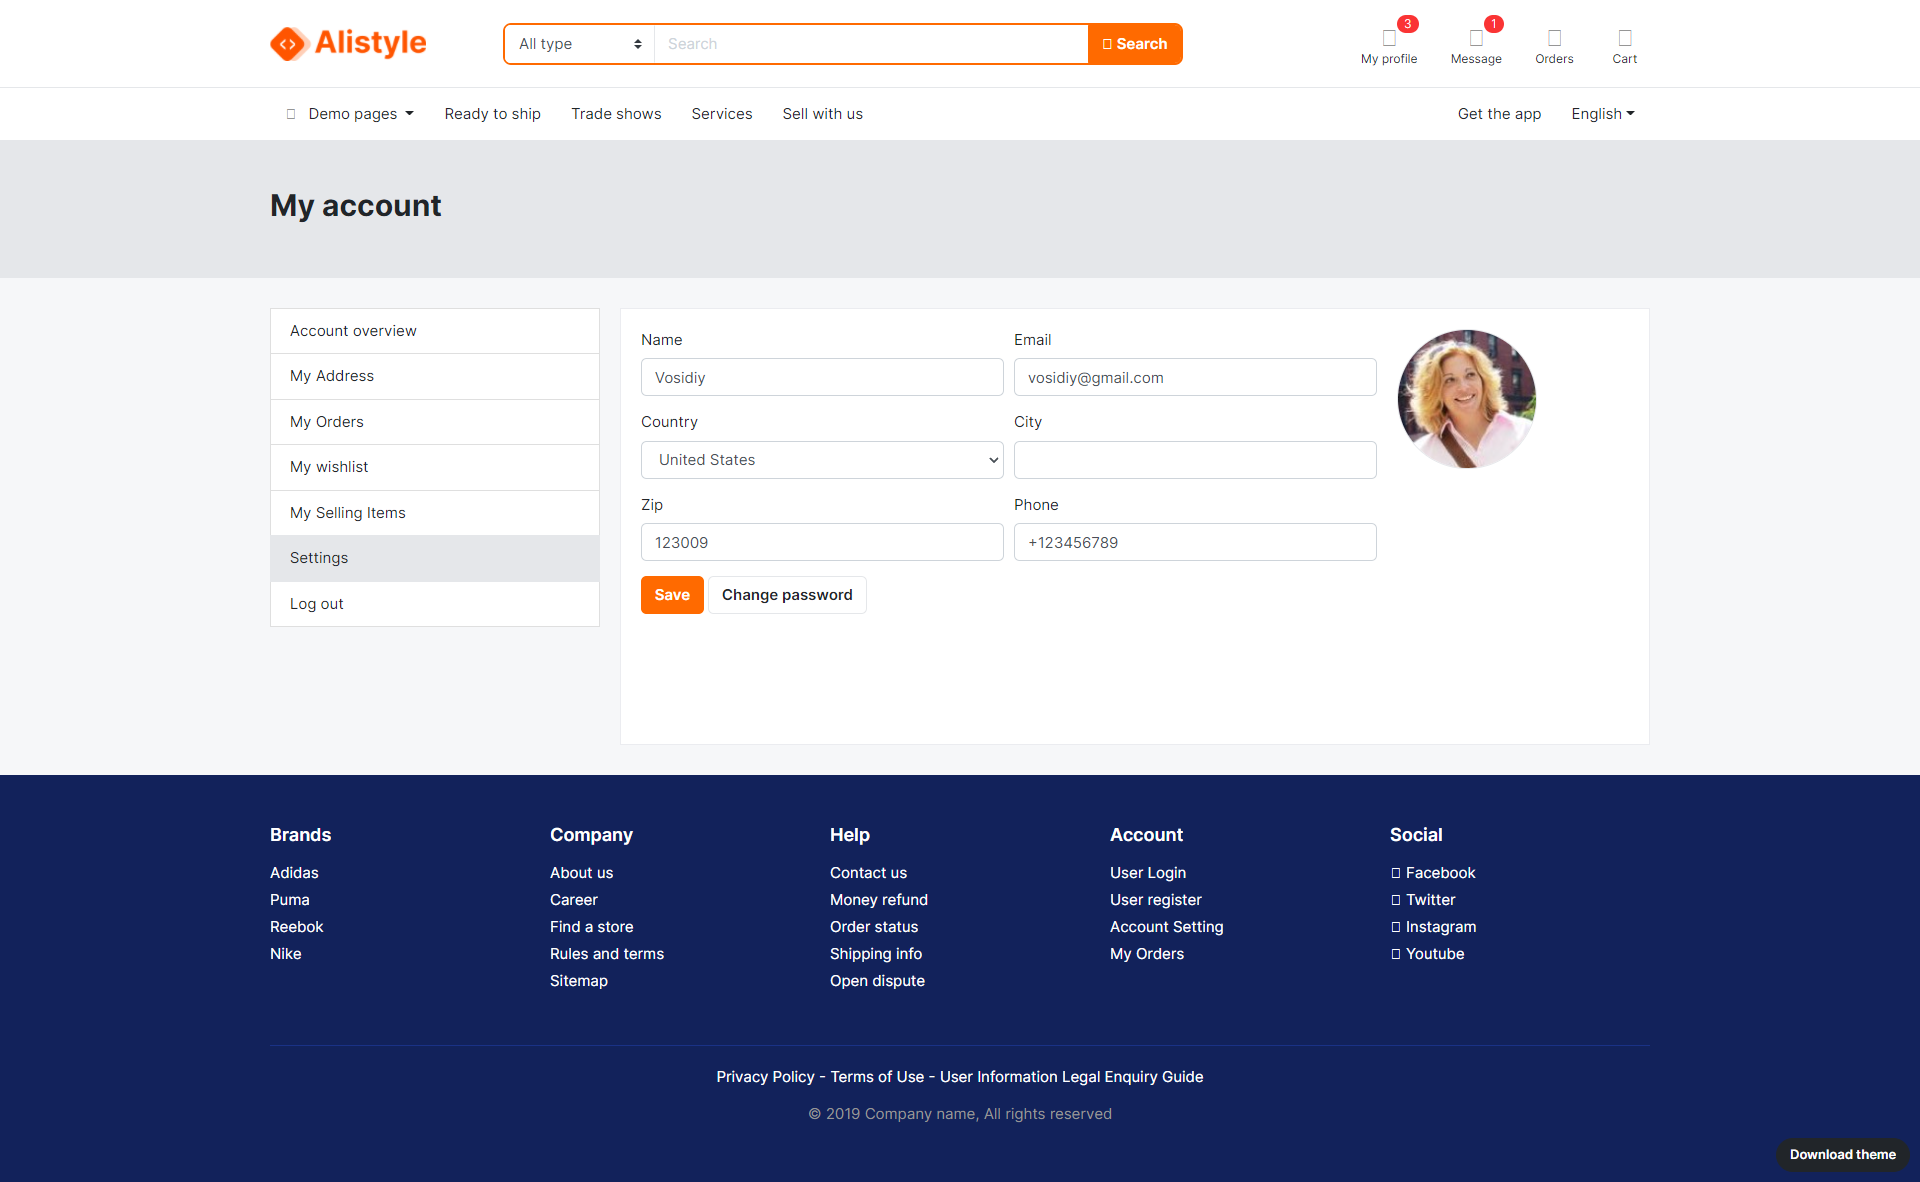 Alistyle
All type
Search
Search
3
My profile
1
Message
Orders
Cart
Demo pages
Ready to ship
Trade shows
Services
Sell with us
Get the app
English
My account
Account overview
My Address
My Orders
My wishlist
My Selling Items
Settings
Log out
Name
Email
Vosidiy
vosidiy@gmail.com
Country
City
United States
Zip
Phone
123009
+123456789
Save
Change password
Brands
Adidas
Puma
Reebok
Nike
Company
About us
Career
Find a store
Rules and terms
Sitemap
Help
Contact us
Money refund
Order status
Shipping info
Open dispute
Account
User Login
User register
Account Setting
My Orders
Social
Facebook
Twitter
Instagram
Youtube
Privacy Policy - Terms of Use - User Information Legal Enquiry Guide
© 2019 Company name, All rights reserved
Download theme